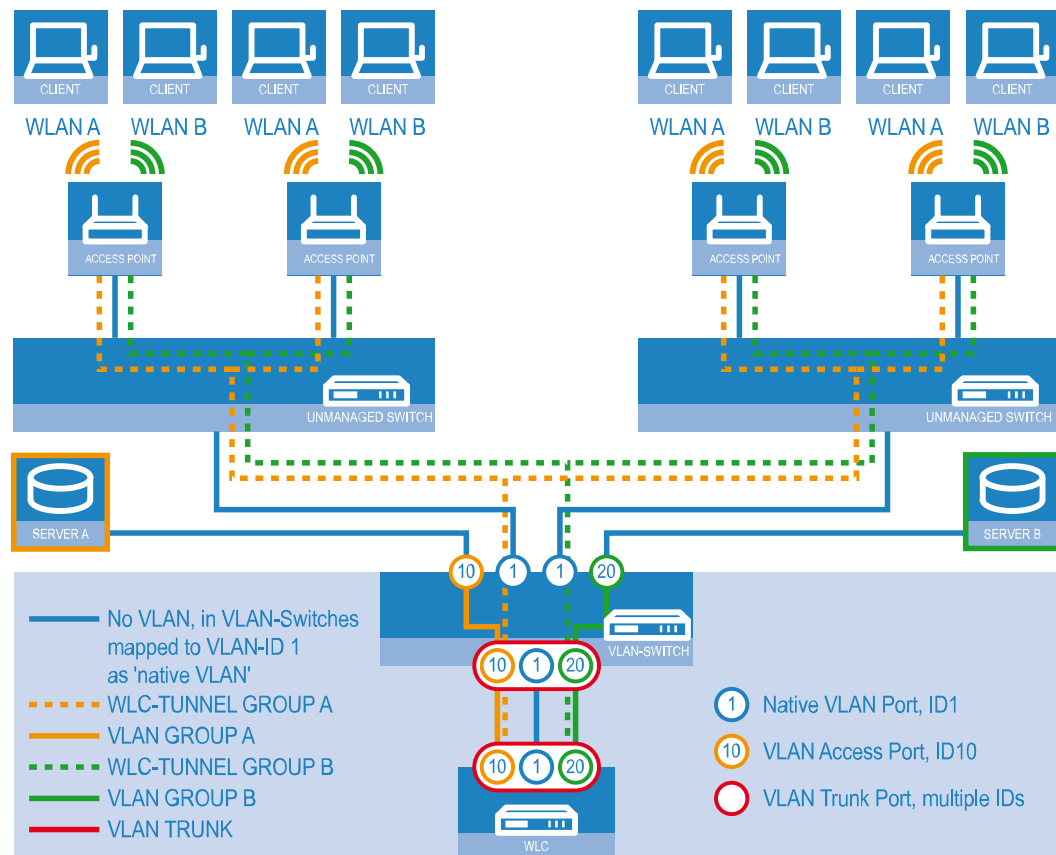 CLIENT CLIENT CLIENT CLIENT CLIENT CLIENT CLIENT CLIENT
WLAN A WLAN B WLAN A WLAN B WLAN A WLAN B WLAN A WLAN B
ACCESS POINT ACCESS POINT ACCESS POINT ACCESS POINT
UNMANAGED SWITCH UNMANAGED SWITCH
SERVER A SERVER B
10 1 1 20
VLAN-SWITCH
10 1 20
10 1 20
WLC
No VLAN, in VLAN-Switches
mapped to VLAN-ID 1
as 'native VLAN'
WLC-TUNNEL GROUP A
VLAN GROUP A
WLC-TUNNEL GROUP B
VLAN GROUP B
VLAN TRUNK
1 Native VLAN Port, ID1
10 VLAN Access Port, ID10
VLAN Trunk Port, multiple IDs